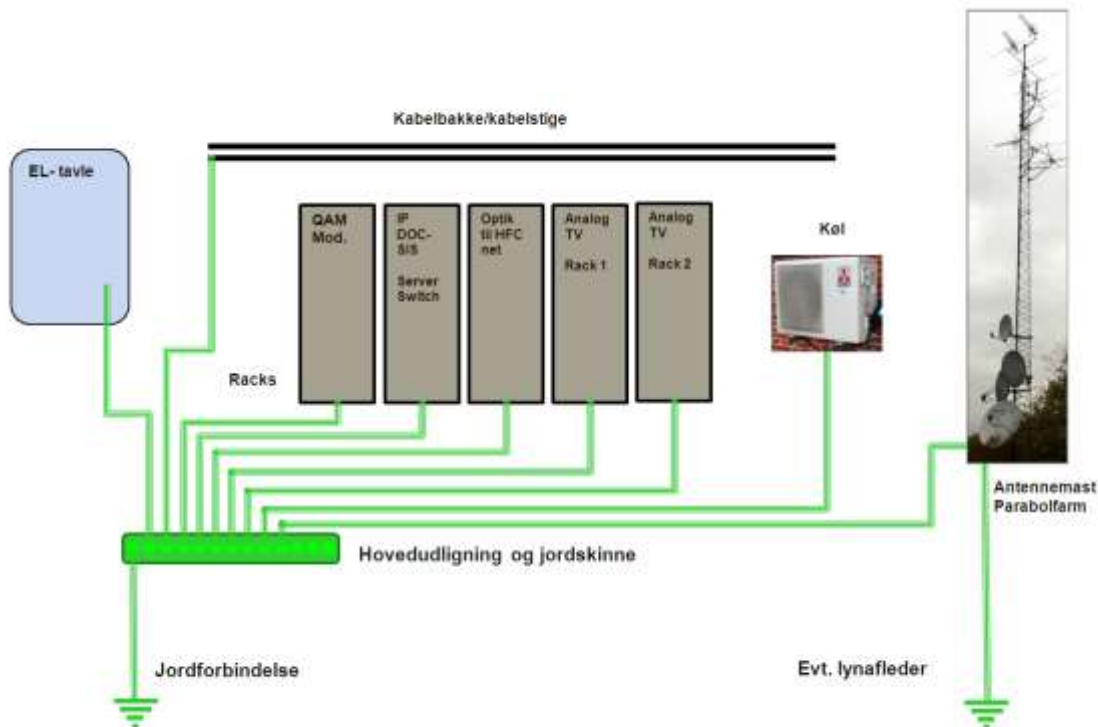 Kabelbakke/kabelstige
EL- tavle
QAM
Mod.
IP
DOC-
SIS
Server
Switch
Optik
til HFC
net
Analog
TV
Rack 1
Analog
TV
Rack 2
Køl
Racks
Antennemast
Parabolfarm
Hovedudligning og jordskinne
Jordforbindelse
Evt. lynafleder